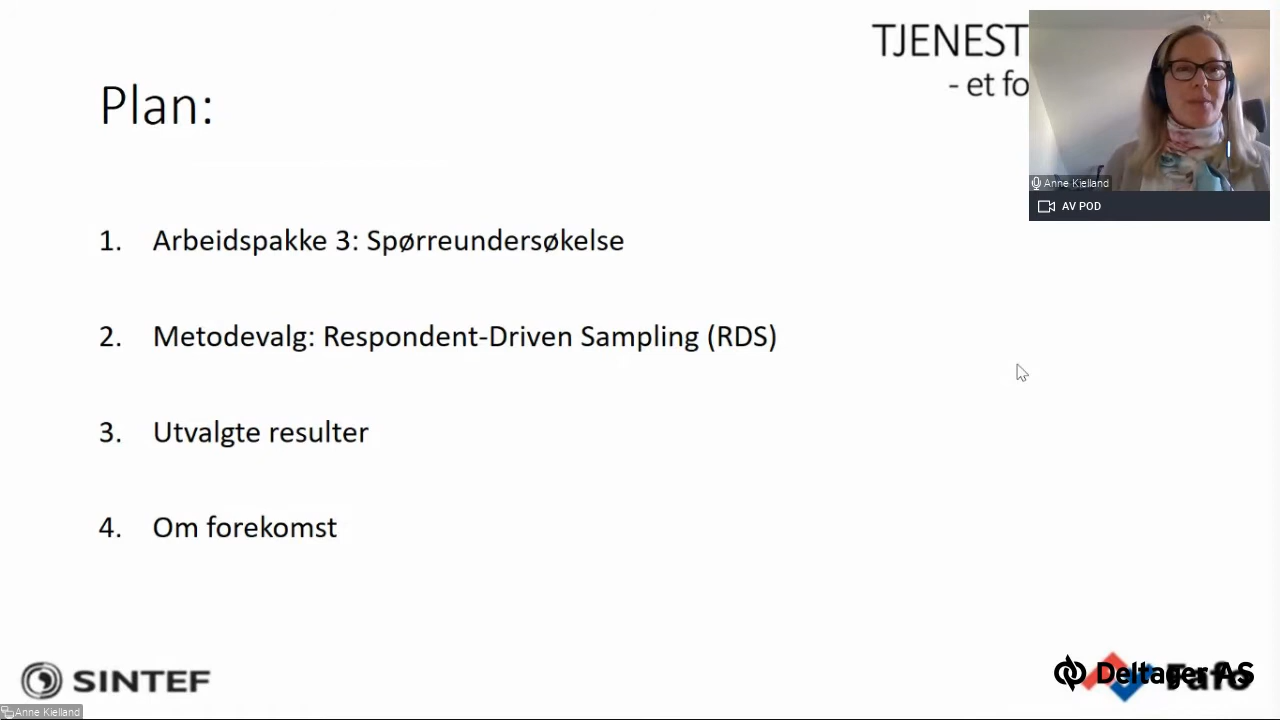 TJENEST
- et fo
Plan:
1. Arbeidspakke 3: Spørreundersøkelse
2. Metodevalg: Respondent-Driven Sampling (RDS)
3. Utvalgte resulter
4. Om forekomst
Anne Kielland
AV POD
SINTEF
Deltager AS
Fafo
Anne Kielland